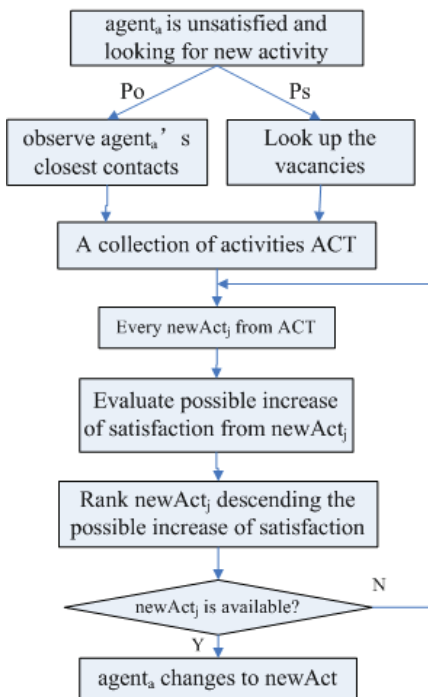 agentₐ is unsatisfied and
looking for new activity
Po
Ps
observe agentₐ’s
closest contacts
Look up the
vacancies
A collection of activities ACT
Every newActⱼ from ACT
Evaluate possible increase
of satisfaction from newActⱼ
Rank newActⱼ descending the
possible increase of satisfaction
newActⱼ is available?
N
Y
agentₐ changes to newAct